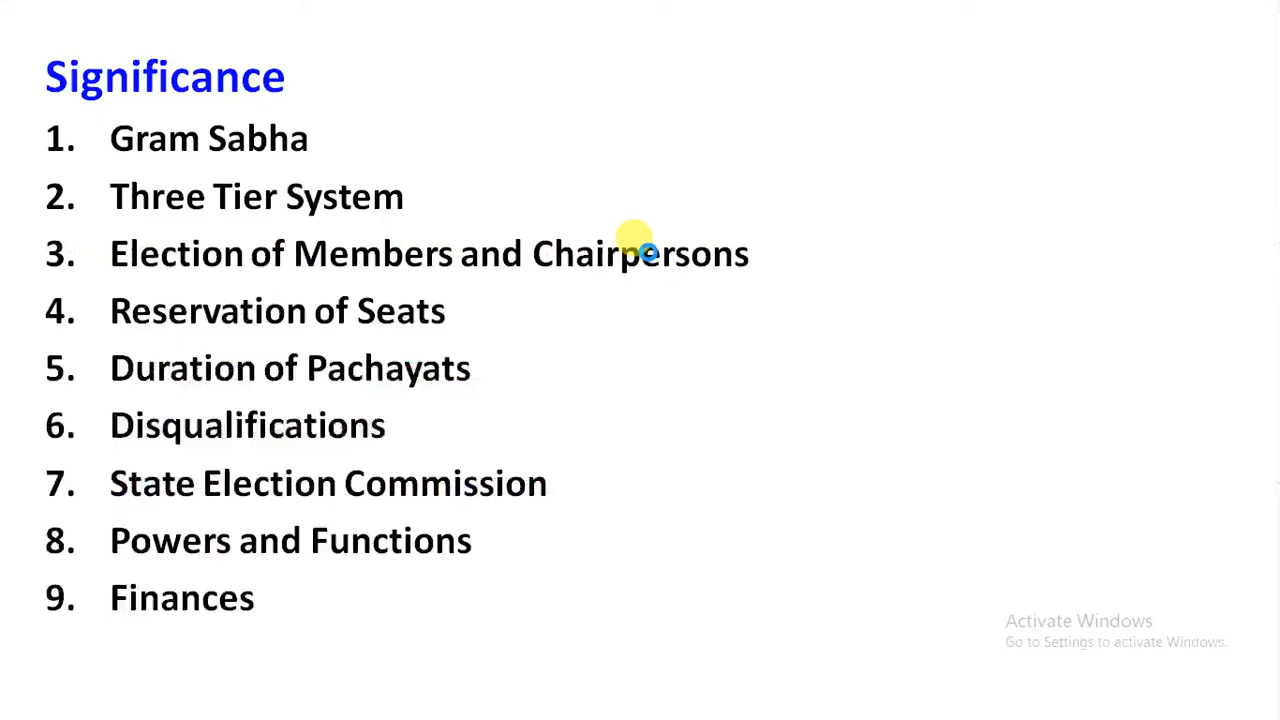 Significance
1. Gram Sabha
2. Three Tier System
3. Election of Members and Chairpersons
4. Reservation of Seats
5. Duration of Pachayats
6. Disqualifications
7. State Election Commission
8. Powers and Functions
9. Finances
Activate Windows
Go to Settings to activate Windows.